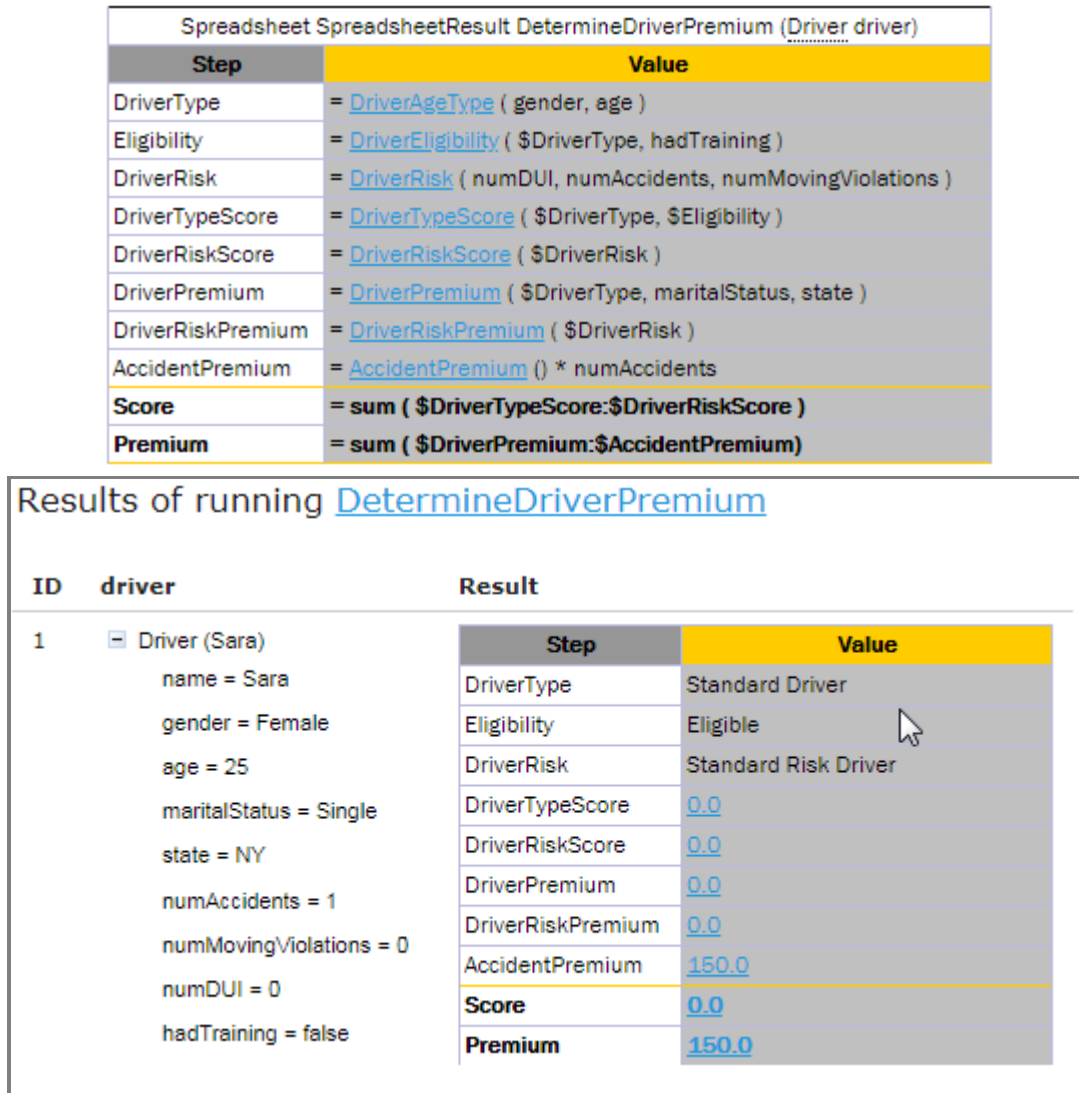 Spreadsheet SpreadsheetResult DetermineDriverPremium (Driver driver)
Step Value
DriverType = DriverAgeType ( gender, age )
Eligibility = DriverEligibility ( $DriverType, hadTraining )
DriverRisk = DriverRisk ( numDUI, numAccidents, numMovingViolations )
DriverTypeScore = DriverTypeScore ( $DriverType, $Eligibility )
DriverRiskScore = DriverRiskScore ( $DriverRisk )
DriverPremium = DriverPremium ( $DriverType, maritalStatus, state )
DriverRiskPremium = DriverRiskPremium ( $DriverRisk )
AccidentPremium = AccidentPremium () * numAccidents
Score = sum ( $DriverTypeScore:$DriverRiskScore )
Premium = sum ( $DriverPremium:$AccidentPremium)
Results of running DetermineDriverPremium
ID driver Result
1 Driver (Sara)
name = Sara
gender = Female
age = 25
maritalStatus = Single
state = NY
numAccidents = 1
numMovingViolations = 0
numDUI = 0
hadTraining = false
Step Value
DriverType Standard Driver
Eligibility Eligible
DriverRisk Standard Risk Driver
DriverTypeScore 0.0
DriverRiskScore 0.0
DriverPremium 0.0
DriverRiskPremium 0.0
AccidentPremium 150.0
Score 0.0
Premium 150.0